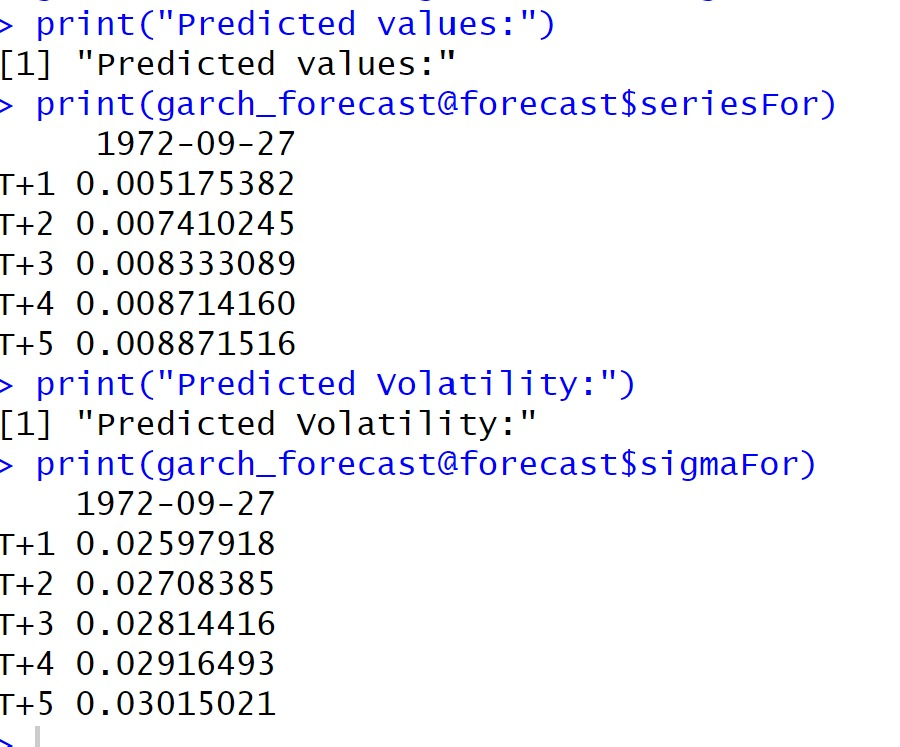 > print("Predicted values:")
[1] "Predicted values:"
> print(garch_forecast@forecast$seriesFor)
1972-09-27
T+1 0.005175382
T+2 0.007410245
T+3 0.008333089
T+4 0.008714160
T+5 0.008871516
> print("Predicted Volatility:")
[1] "Predicted Volatility:"
> print(garch_forecast@forecast$sigmaFor)
1972-09-27
T+1 0.02597918
T+2 0.02708385
T+3 0.02814416
T+4 0.02916493
T+5 0.03015021
>